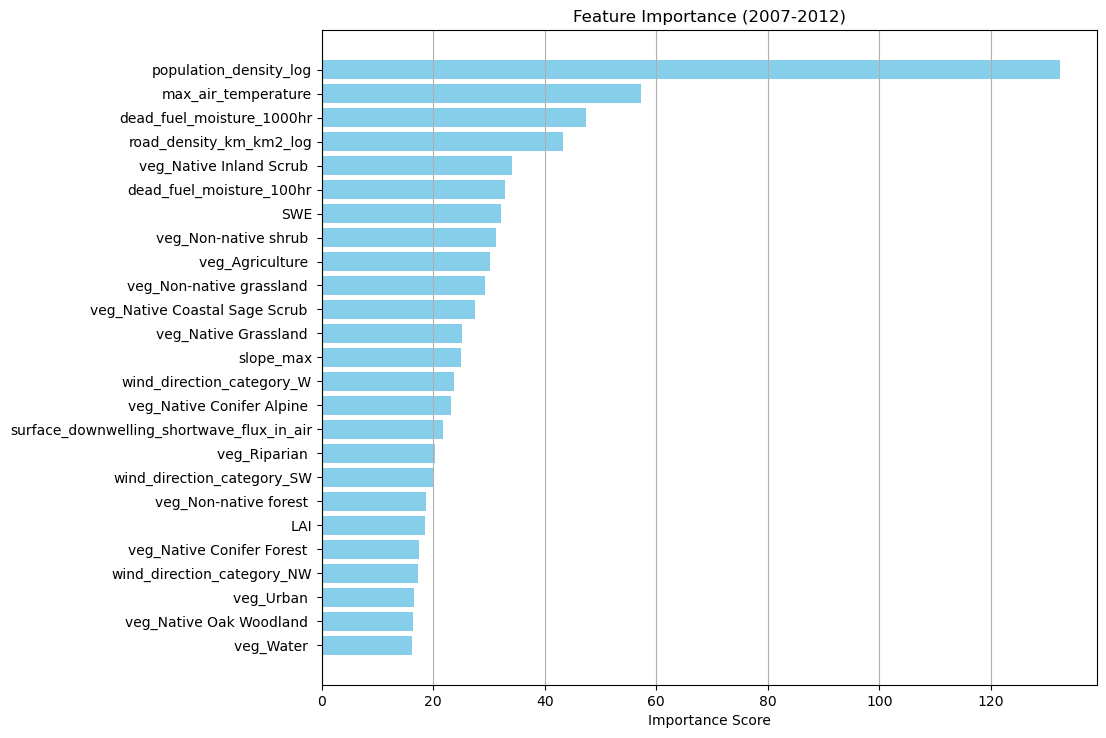 Feature Importance (2007-2012)
population_density_log
max_air_temperature
dead_fuel_moisture_1000hr
road_density_km_km2_log
veg_Native Inland Scrub
dead_fuel_moisture_100hr
SWE
veg_Non-native shrub
veg_Agriculture
veg_Non-native grassland
veg_Native Coastal Sage Scrub
veg_Native Grassland
slope_max
wind_direction_category_W
veg_Native Conifer Alpine
surface_downwelling_shortwave_flux_in_air
veg_Riparian
wind_direction_category_SW
veg_Non-native forest
LAI
veg_Native Conifer Forest
wind_direction_category_NW
veg_Urban
veg_Native Oak Woodland
veg_Water
0 20 40 60 80 100 120
Importance Score